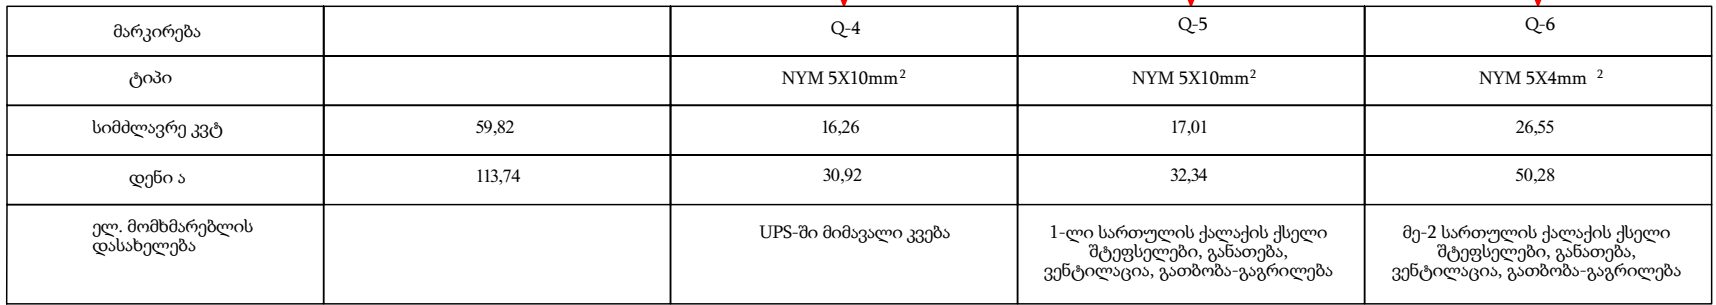 მარკირება Q-4 Q-5 Q-6
ტიპი NYM 5X10mm² NYM 5X10mm² NYM 5X4mm ²
სიმძლავრე კვტ 59,82 16,26 17,01 26,55
დენი ა 113,74 30,92 32,34 50,28
ელ. მომხმარებლის
დასახელება
UPS-ში მიმავალი კვება
1-ლი სართულის ქალაქის ქსელი
შტეფსელები, განათება,
ვენტილაცია, გათბობა-გაგრილება
მე-2 სართულის ქალაქის ქსელი
შტეფსელები, განათება,
ვენტილაცია, გათბობა-გაგრილება